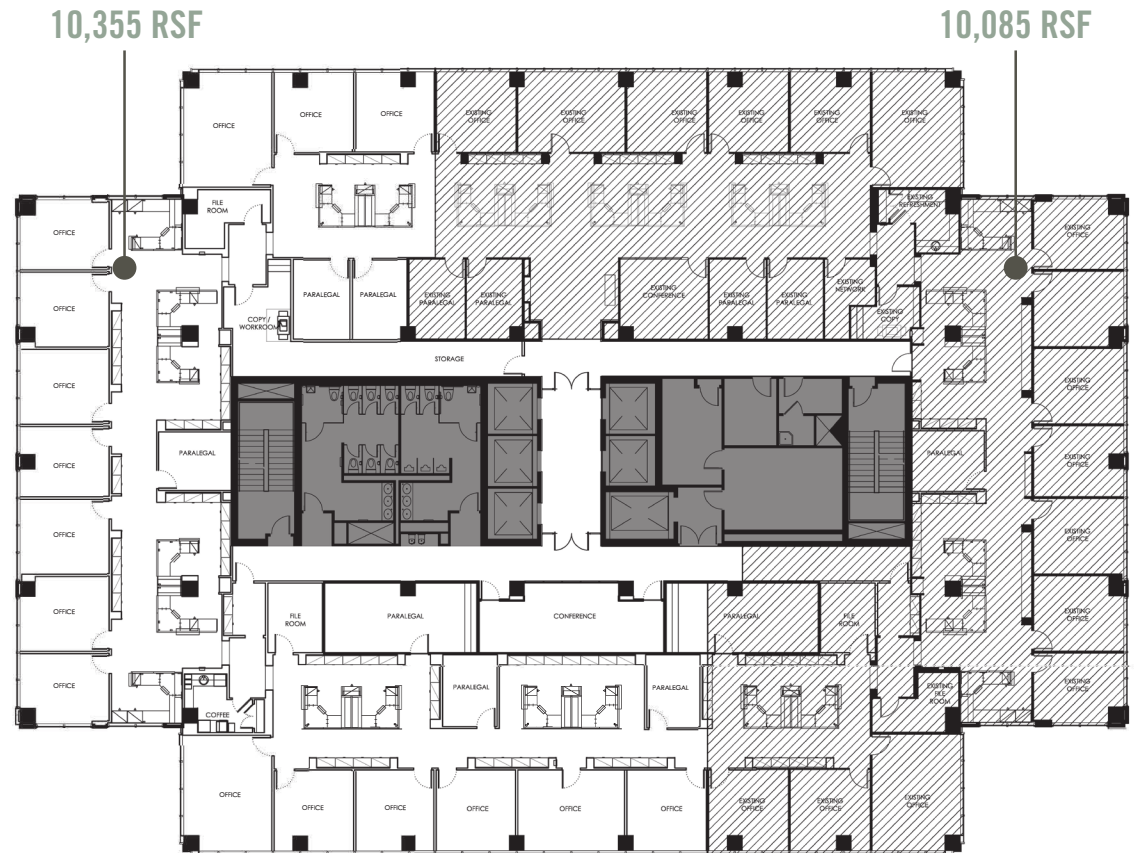 10,355 RSF
10,085 RSF
OFFICE
OFFICE
OFFICE
EXISTING
OFFICE
EXISTING
OFFICE
EXISTING
OFFICE
EXISTING
OFFICE
EXISTING
OFFICE
EXISTING
OFFICE
FILE
ROOM
EXISTING
REFRESHMENT
OFFICE
EXISTING
OFFICE
PARALEGAL
PARALEGAL
EXISTING
PARALEGAL
EXISTING
PARALEGAL
EXISTING
CONFERENCE
EXISTING
PARALEGAL
EXISTING
PARALEGAL
EXISTING
NETWORK
OFFICE
COPY /
WORKROOM
EXISTING
COPY
STORAGE
OFFICE
EXISTING
OFFICE
PARALEGAL
PARALEGAL
OFFICE
EXISTING
OFFICE
OFFICE
EXISTING
OFFICE
OFFICE
FILE
ROOM
PARALEGAL
CONFERENCE
PARALEGAL
FILE
ROOM
EXISTING
OFFICE
OFFICE
PARALEGAL
PARALEGAL
EXISTING
FILE
ROOM
EXISTING
OFFICE
COFFEE
OFFICE
OFFICE
OFFICE
OFFICE
OFFICE
OFFICE
EXISTING
OFFICE
EXISTING
OFFICE
EXISTING
OFFICE